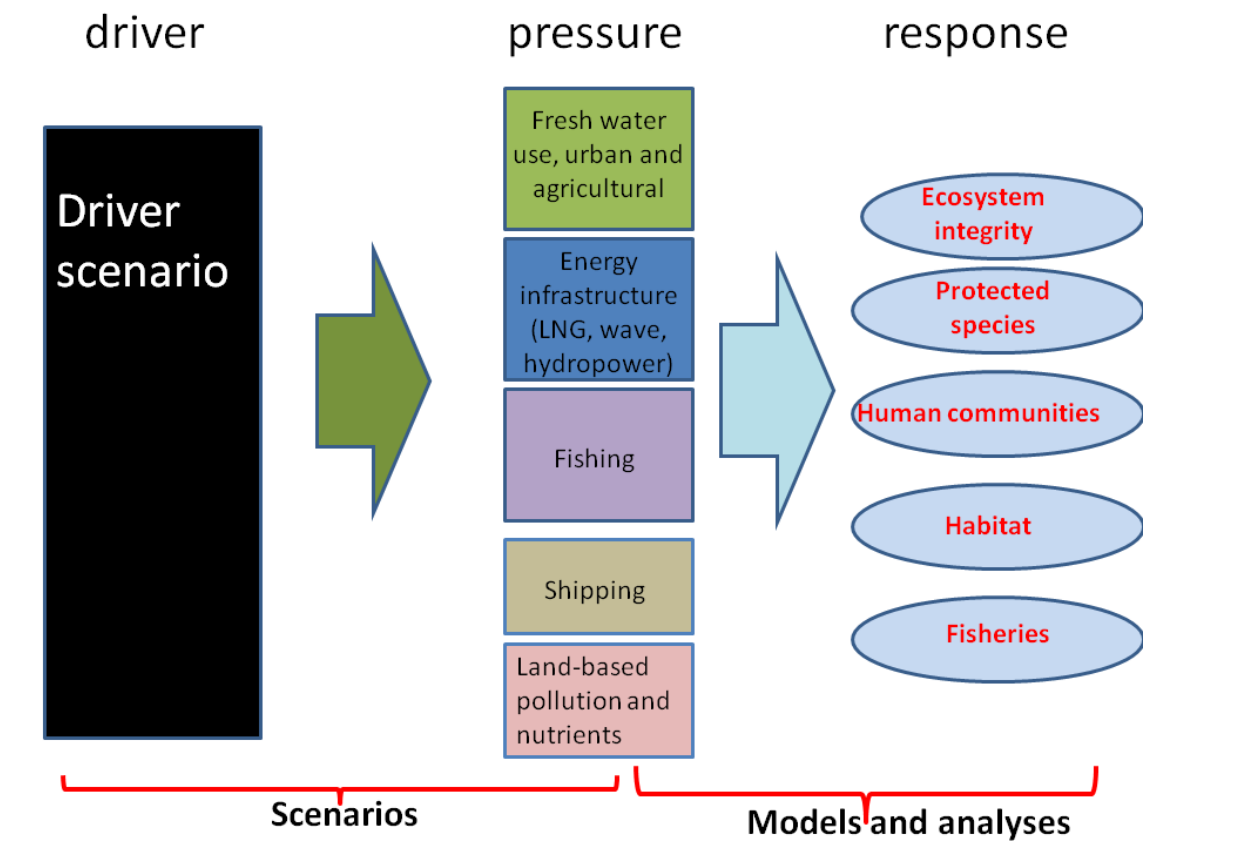 driver
pressure
response
Driver
scenario
Fresh water
use, urban and
agricultural
Energy
infrastructure
(LNG, wave,
hydropower)
Fishing
Shipping
Land-based
pollution and
nutrients
Ecosystem
integrity
Protected
species
Human communities
Habitat
Fisheries
Scenarios
Models and analyses